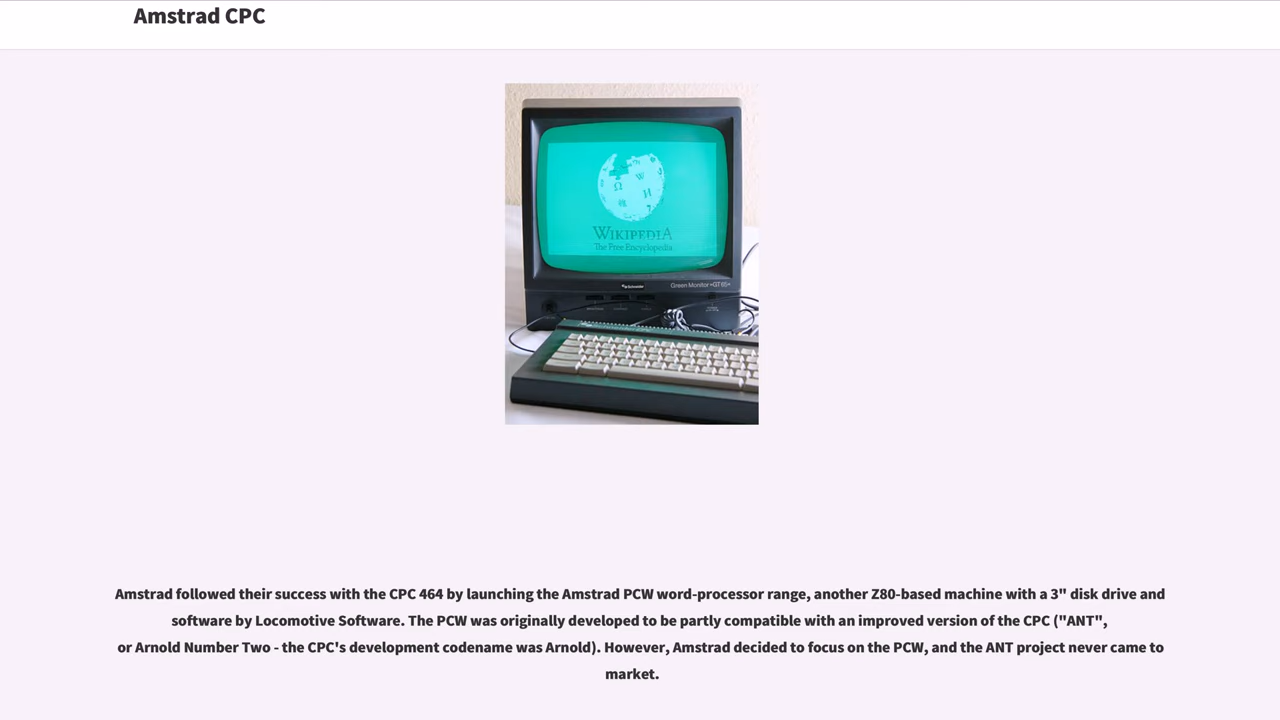 Amstrad CPC
WIKIPEDIA
The Free Encyclopedia
Schneider
Green Monitor »GT 65«
Amstrad followed their success with the CPC 464 by launching the Amstrad PCW word-processor range, another Z80-based machine with a 3" disk drive and
software by Locomotive Software. The PCW was originally developed to be partly compatible with an improved version of the CPC ("ANT",
or Arnold Number Two - the CPC's development codename was Arnold). However, Amstrad decided to focus on the PCW, and the ANT project never came to
market.